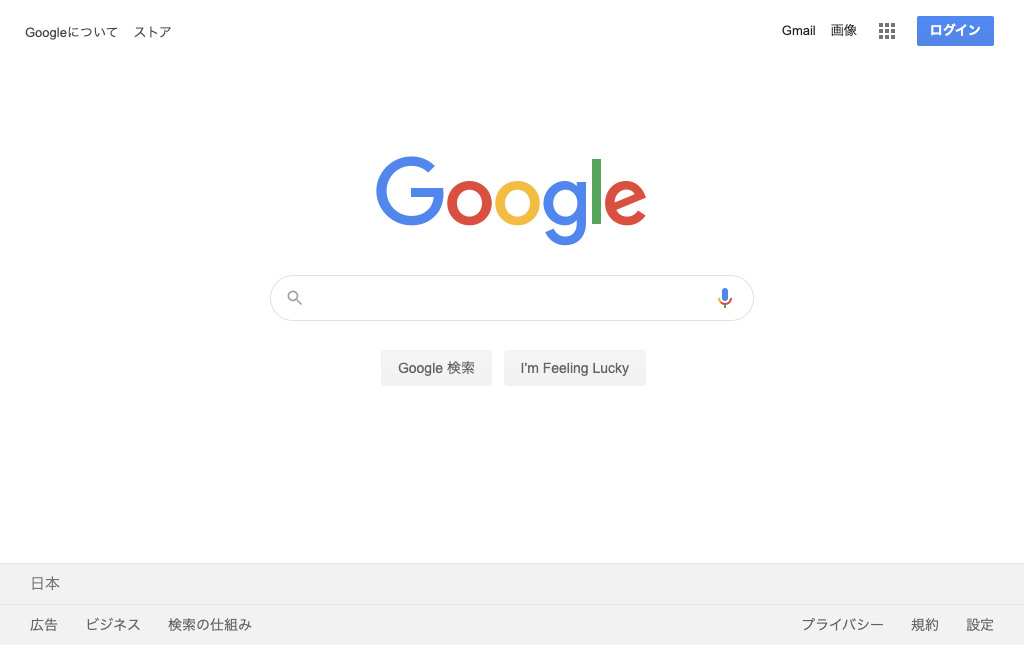 Googleについて ストア Gmail 画像 ログイン
Google
Google 検索 I'm Feeling Lucky
日本
広告 ビジネス 検索の仕組み プライバシー 規約 設定